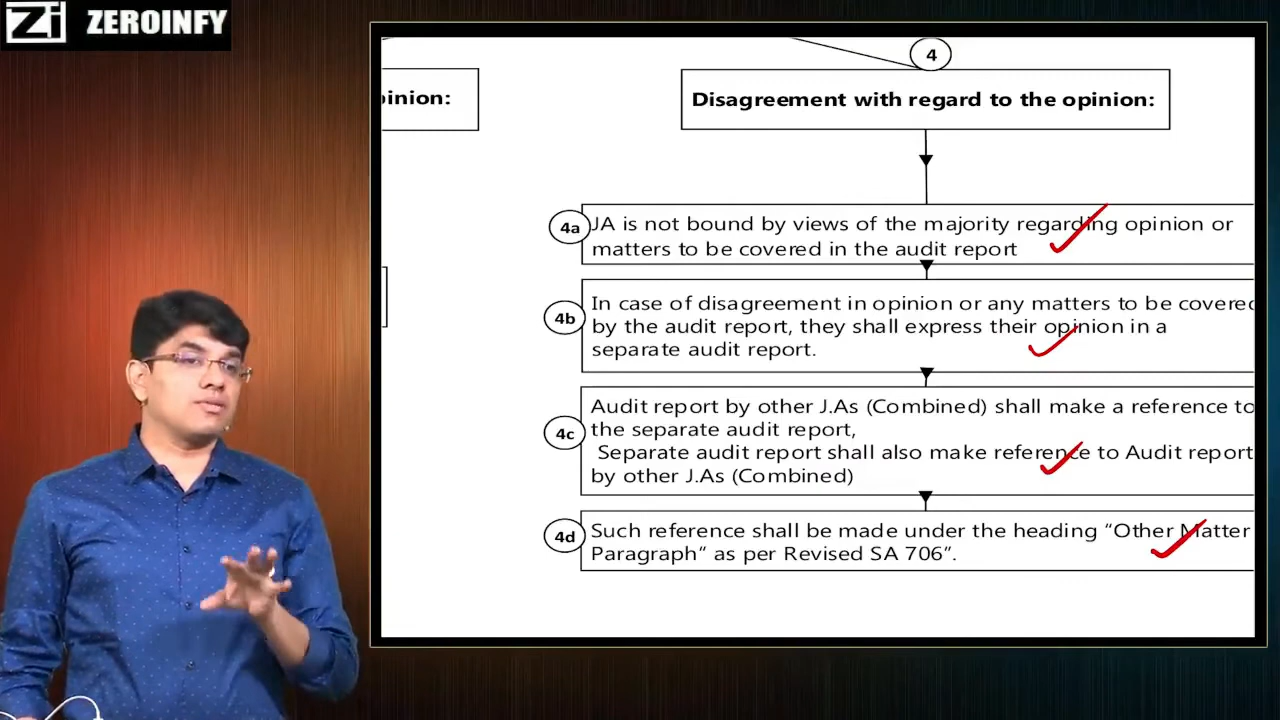 Zi ZEROINFY
4
inion:
Disagreement with regard to the opinion:
4a
JA is not bound by views of the majority regarding opinion or
matters to be covered in the audit report
4b
In case of disagreement in opinion or any matters to be covered
by the audit report, they shall express their opinion in a
separate audit report.
4c
Audit report by other J.As (Combined) shall make a reference to
the separate audit report,
Separate audit report shall also make reference to Audit report
by other J.As (Combined)
4d
Such reference shall be made under the heading “Other Matter
Paragraph” as per Revised SA 706”.